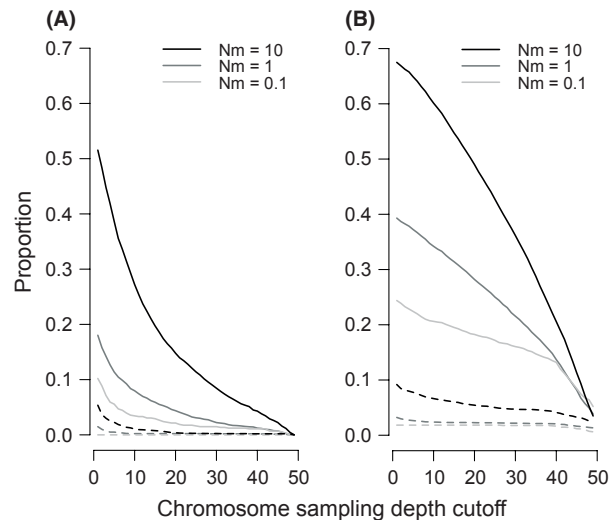 (A)
Nm = 10
Nm = 1
Nm = 0.1
0.7
0.6
0.5
0.4
0.3
0.2
0.1
0.0
0 10 20 30 40 50
Proportion
(B)
Nm = 10
Nm = 1
Nm = 0.1
0.7
0.6
0.5
0.4
0.3
0.2
0.1
0.0
0 10 20 30 40 50
Chromosome sampling depth cutoff